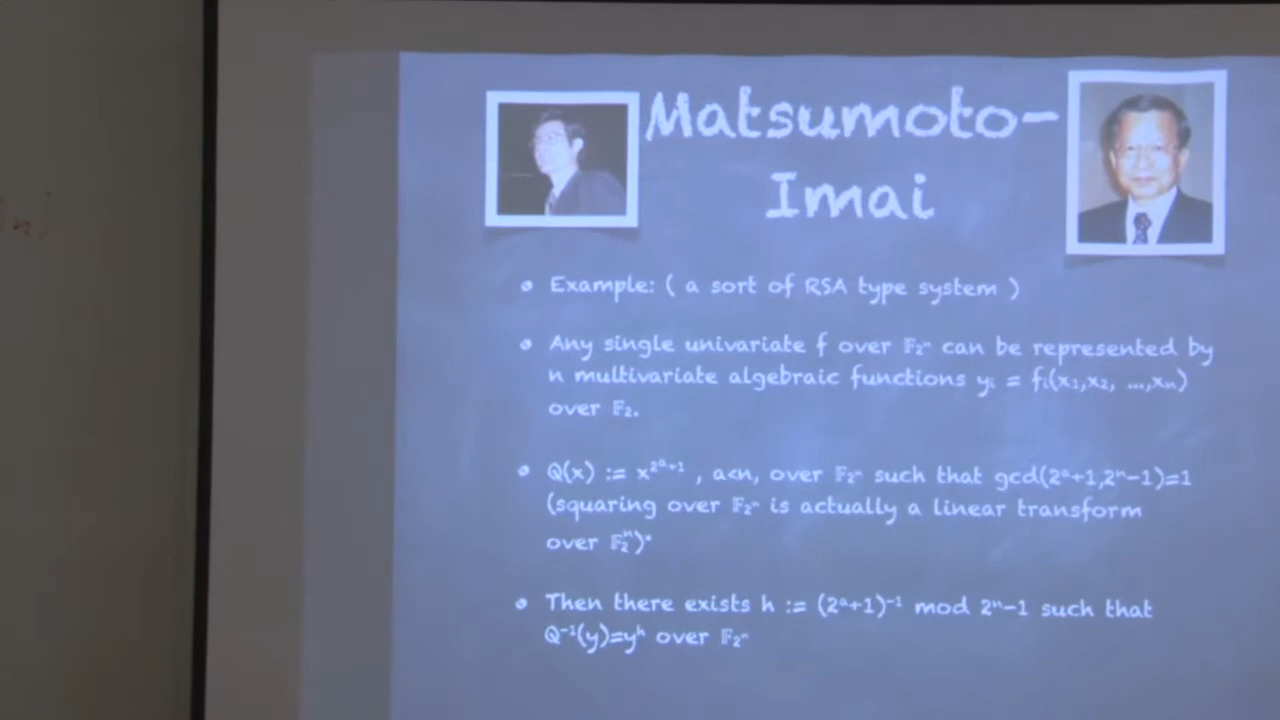 Matsumoto-
Imai
• Example: ( a sort of RSA type system )
• Any single univariate f over 𝔽₂ⁿ can be represented by
n multivariate algebraic functions yᵢ = fᵢ(x₁,x₂, ...,xₙ)
over 𝔽₂.
• Q(x) := x^{2^a+1} , a<n, over 𝔽₂ⁿ such that gcd(2ᵃ+1,2ⁿ-1)=1
(squaring over 𝔽₂ⁿ is actually a linear transform
over 𝔽₂ⁿ)*
• Then there exists h := (2ᵃ+1)⁻¹ mod 2ⁿ-1 such that
Q⁻¹(y)=yʰ over 𝔽₂ⁿ